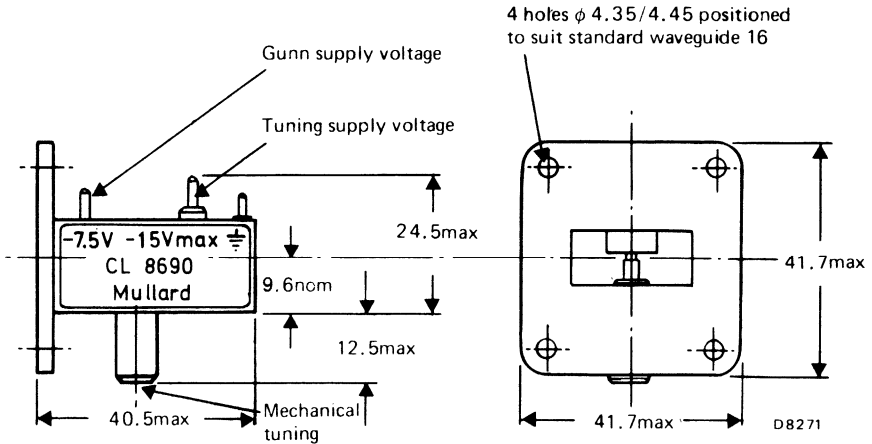 4 holes ϕ 4.35/4.45 positioned
to suit standard waveguide 16
Gunn supply voltage
Tuning supply voltage
24.5max
-7.5V -15Vmax
CL 8690
Mullard
9.6nom
12.5max
41.7max
40.5max
Mechanical
tuning
41.7max
D8271